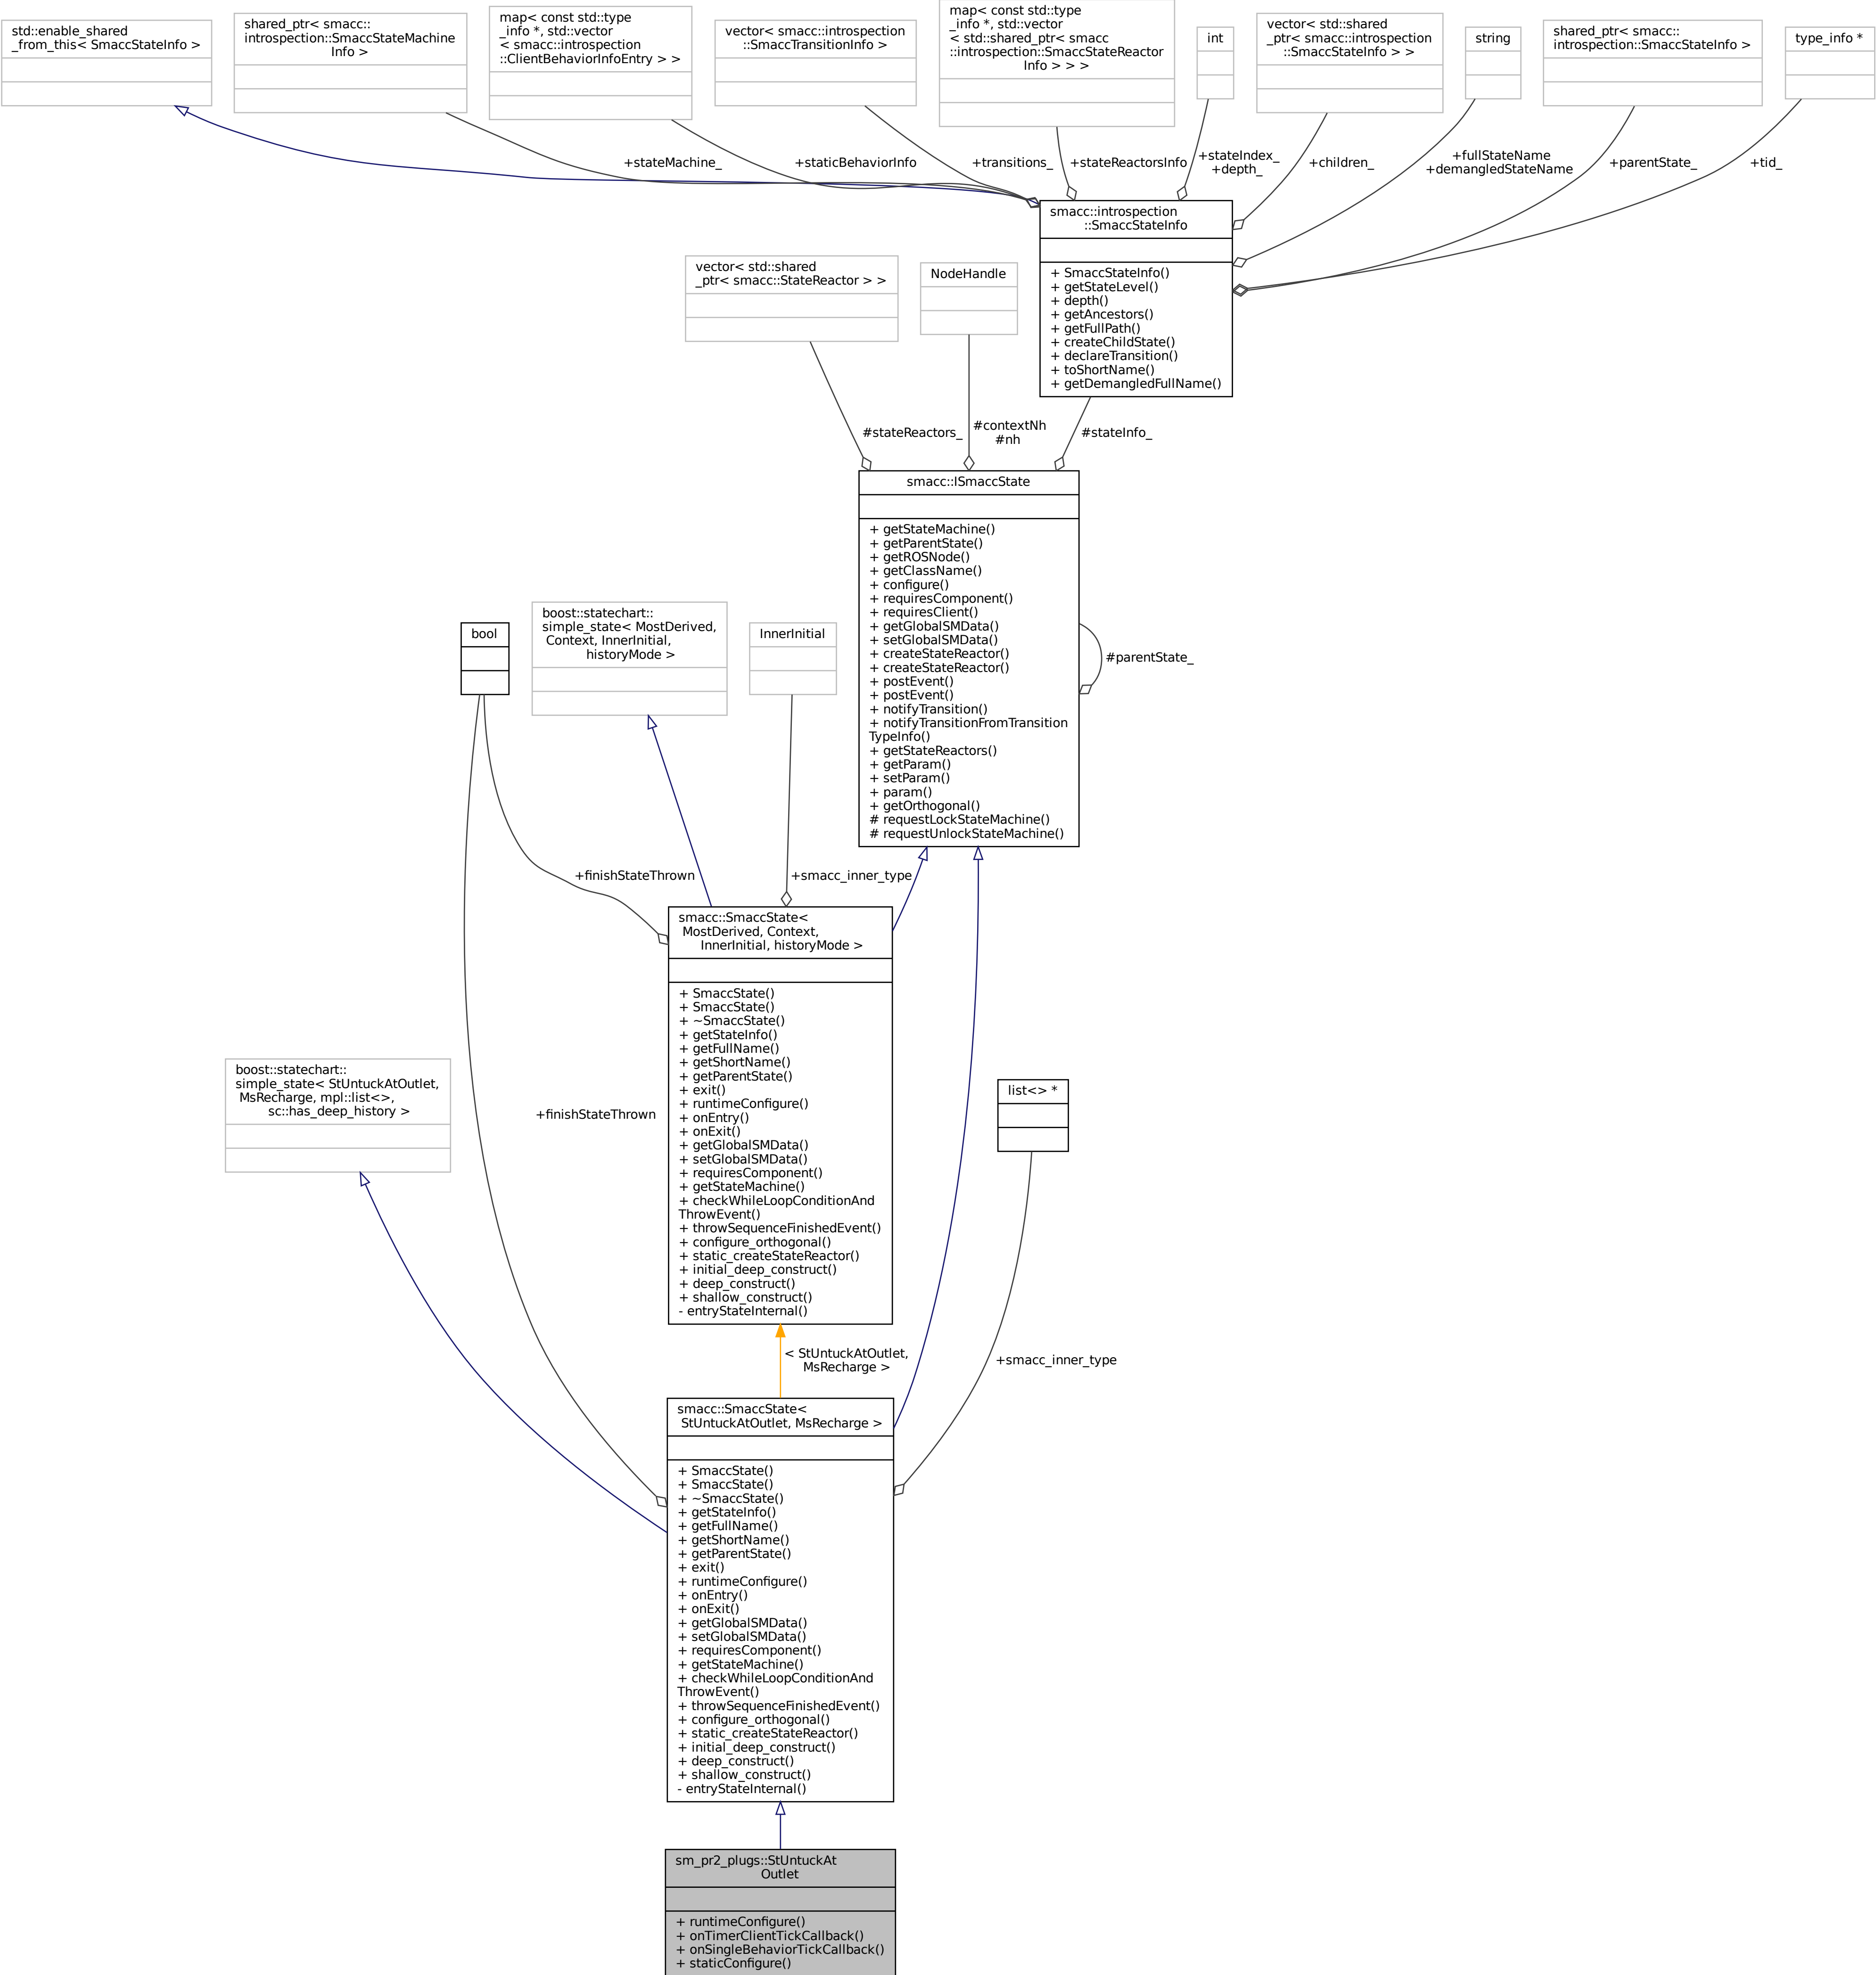 std::enable_shared
_from_this< SmaccStateInfo >
shared_ptr< smacc::
introspection::SmaccStateMachine
Info >
map< const std::type
_info *, std::vector
< smacc::introspection
::ClientBehaviorInfoEntry > >
vector< smacc::introspection
::SmaccTransitionInfo >
map< const std::type
_info *, std::vector
< std::shared_ptr< smacc
::introspection::SmaccStateReactor
Info > > >
int
vector< std::shared
_ptr< smacc::introspection
::SmaccStateInfo > >
string
shared_ptr< smacc::
introspection::SmaccStateInfo >
type_info *
+stateMachine_
+staticBehaviorInfo
+transitions_
+stateReactorsInfo
+stateIndex_
+depth_
+children_
+fullStateName
+demangledStateName
+parentState_
+tid_
smacc::introspection
::SmaccStateInfo
+ SmaccStateInfo()
+ getStateLevel()
+ depth()
+ getAncestors()
+ getFullPath()
+ createChildState()
+ declareTransition()
+ toShortName()
+ getDemangledFullName()
vector< std::shared
_ptr< smacc::StateReactor > >
NodeHandle
#stateReactors_
#contextNh
#nh
#stateInfo_
smacc::ISmaccState
+ getStateMachine()
+ getParentState()
+ getROSNode()
+ getClassName()
+ configure()
+ requiresComponent()
+ requiresClient()
+ getGlobalSMData()
+ setGlobalSMData()
+ createStateReactor()
+ createStateReactor()
+ postEvent()
+ postEvent()
+ notifyTransition()
+ notifyTransitionFromTransition
TypeInfo()
+ getStateReactors()
+ getParam()
+ setParam()
+ param()
+ getOrthogonal()
# requestLockStateMachine()
# requestUnlockStateMachine()
#parentState_
bool
boost::statechart::
simple_state< MostDerived,
Context, InnerInitial,
historyMode >
InnerInitial
+finishStateThrown
+smacc_inner_type
smacc::SmaccState<
MostDerived, Context,
InnerInitial, historyMode >
+ SmaccState()
+ SmaccState()
+ ~SmaccState()
+ getStateInfo()
+ getFullName()
+ getShortName()
+ getParentState()
+ exit()
+ runtimeConfigure()
+ onEntry()
+ onExit()
+ getGlobalSMData()
+ setGlobalSMData()
+ requiresComponent()
+ getStateMachine()
+ checkWhileLoopConditionAnd
ThrowEvent()
+ throwSequenceFinishedEvent()
+ configure_orthogonal()
+ static_createStateReactor()
+ initial_deep_construct()
+ deep_construct()
+ shallow_construct()
- entryStateInternal()
boost::statechart::
simple_state< StUntuckAtOutlet,
MsRecharge, mpl::list<>,
sc::has_deep_history >
+finishStateThrown
list<> *
< StUntuckAtOutlet,
MsRecharge >
+smacc_inner_type
smacc::SmaccState<
StUntuckAtOutlet, MsRecharge >
+ SmaccState()
+ SmaccState()
+ ~SmaccState()
+ getStateInfo()
+ getFullName()
+ getShortName()
+ getParentState()
+ exit()
+ runtimeConfigure()
+ onEntry()
+ onExit()
+ getGlobalSMData()
+ setGlobalSMData()
+ requiresComponent()
+ getStateMachine()
+ checkWhileLoopConditionAnd
ThrowEvent()
+ throwSequenceFinishedEvent()
+ configure_orthogonal()
+ static_createStateReactor()
+ initial_deep_construct()
+ deep_construct()
+ shallow_construct()
- entryStateInternal()
sm_pr2_plugs::StUntuckAt
Outlet
+ runtimeConfigure()
+ onTimerClientTickCallback()
+ onSingleBehaviorTickCallback()
+ staticConfigure()